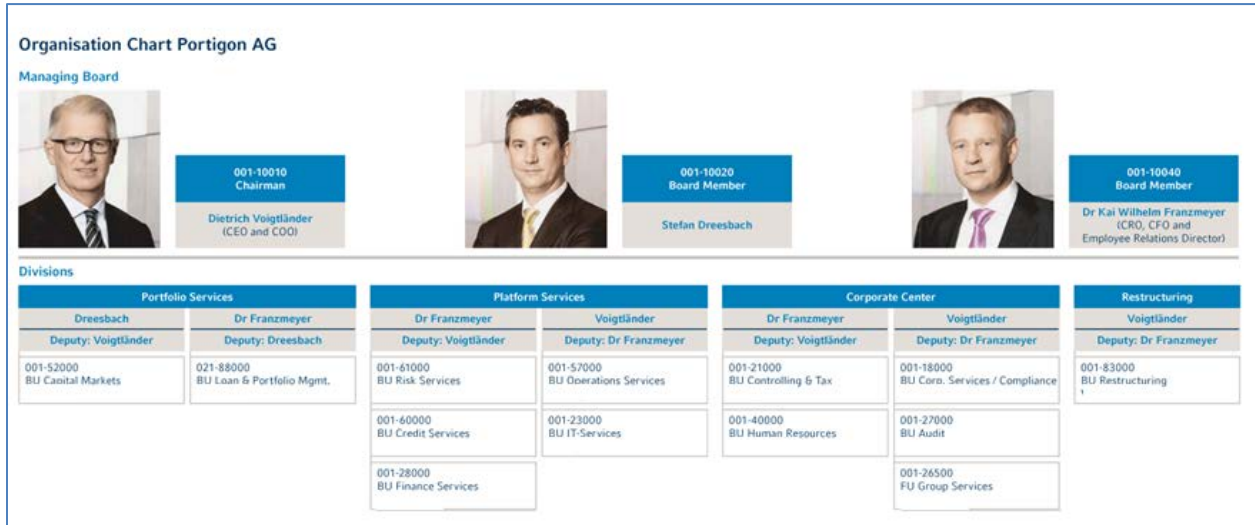 Organisation Chart Portigon AG
Managing Board
001-10010
Chairman
Dietrich Voigtländer
(CEO and COO)
001-10020
Board Member
Stefan Dreesbach
001-10040
Board Member
Dr Kai Wilhelm Franzmeyer
(CRO, CFO and
Employee Relations Director)
Divisions
Portfolio Services
Dreesbach
Deputy: Voigtländer
001-52000
BU Capital Markets
Dr Franzmeyer
Deputy: Dreesbach
021-88000
BU Loan & Portfolio Mgmt.
Platform Services
Dr Franzmeyer
Deputy: Voigtländer
001-61000
BU Risk Services
001-60000
BU Credit Services
001-28000
BU Finance Services
Voigtländer
Deputy: Dr Franzmeyer
001-57000
BU Operations Services
001-23000
BU IT-Services
Corporate Center
Dr Franzmeyer
Deputy: Voigtländer
001-21000
BU Controlling & Tax
001-40000
BU Human Resources
Voigtländer
Deputy: Dr Franzmeyer
001-18000
BU Corp. Services / Compliance
001-27000
BU Audit
001-26500
FU Group Services
Restructuring
Voigtländer
Deputy: Dr Franzmeyer
001-83000
BU Restructuring